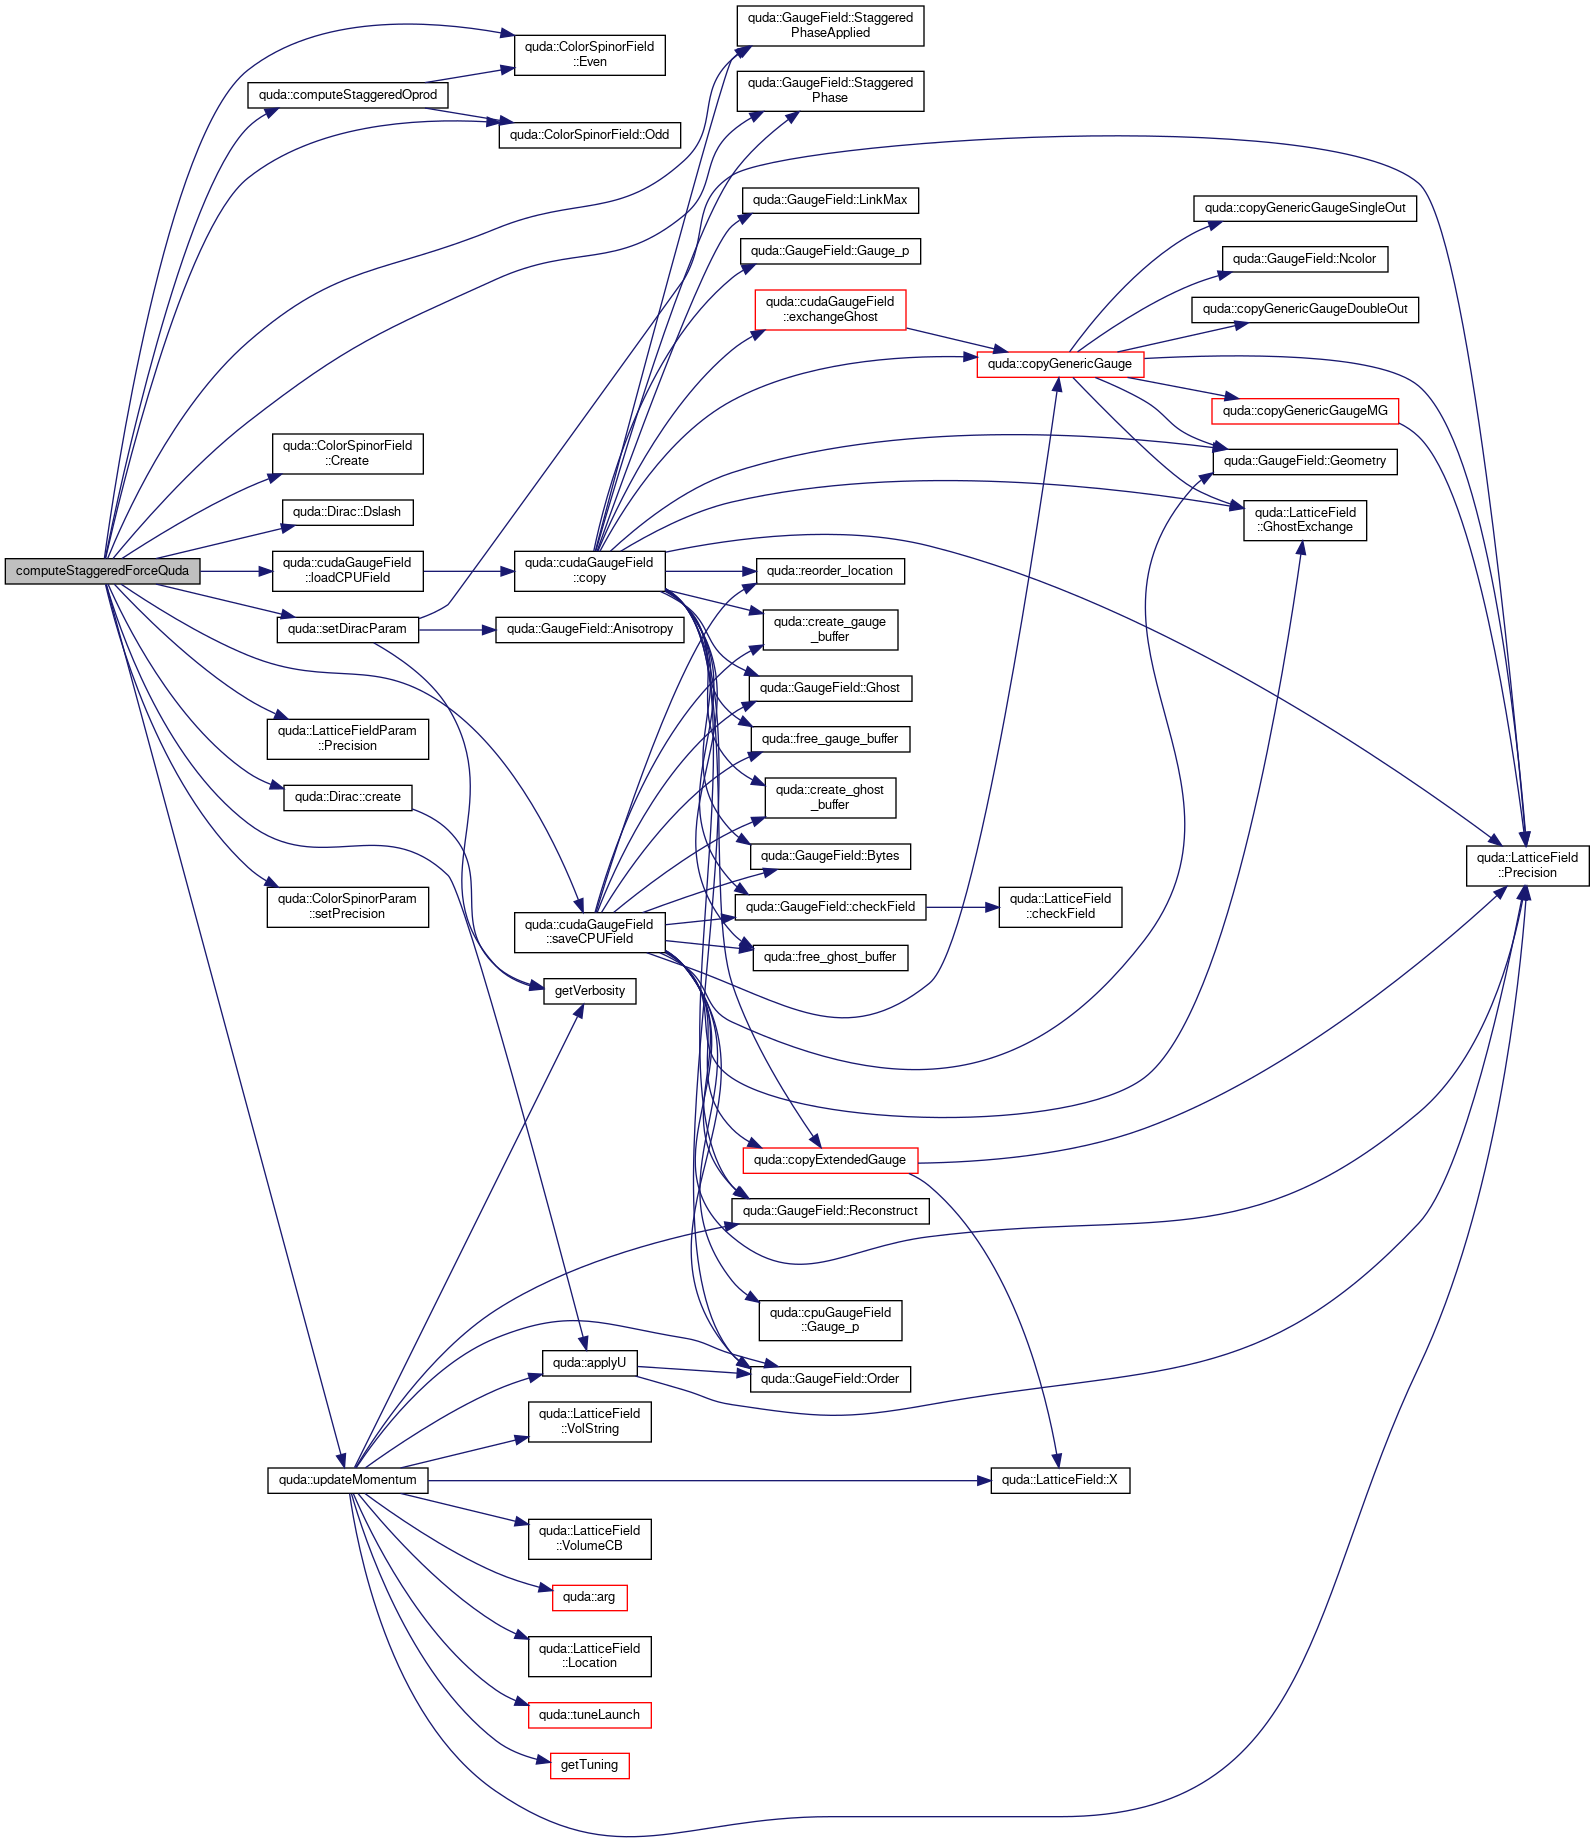 quda::GaugeField::Staggered
PhaseApplied
quda::ColorSpinorField
::Even
quda::GaugeField::Staggered
Phase
quda::computeStaggeredOprod
quda::ColorSpinorField::Odd
quda::GaugeField::LinkMax
quda::copyGenericGaugeSingleOut
quda::GaugeField::Gauge_p
quda::GaugeField::Ncolor
quda::cudaGaugeField
::exchangeGhost
quda::copyGenericGaugeDoubleOut
quda::copyGenericGauge
quda::copyGenericGaugeMG
quda::ColorSpinorField
::Create
quda::GaugeField::Geometry
quda::Dirac::Dslash
quda::LatticeField
::GhostExchange
computeStaggeredForceQuda
quda::cudaGaugeField
::loadCPUField
quda::cudaGaugeField
::copy
quda::reorder_location
quda::setDiracParam
quda::GaugeField::Anisotropy
quda::create_gauge
_buffer
quda::GaugeField::Ghost
quda::LatticeFieldParam
::Precision
quda::free_gauge_buffer
quda::Dirac::create
quda::create_ghost
_buffer
quda::GaugeField::Bytes
quda::LatticeField
::Precision
quda::ColorSpinorParam
::setPrecision
quda::cudaGaugeField
::saveCPUField
quda::GaugeField::checkField
quda::LatticeField
::checkField
quda::free_ghost_buffer
getVerbosity
quda::copyExtendedGauge
quda::GaugeField::Reconstruct
quda::cpuGaugeField
::Gauge_p
quda::applyU
quda::GaugeField::Order
quda::LatticeField
::VolString
quda::updateMomentum
quda::LatticeField::X
quda::LatticeField
::VolumeCB
quda::arg
quda::LatticeField
::Location
quda::tuneLaunch
getTuning